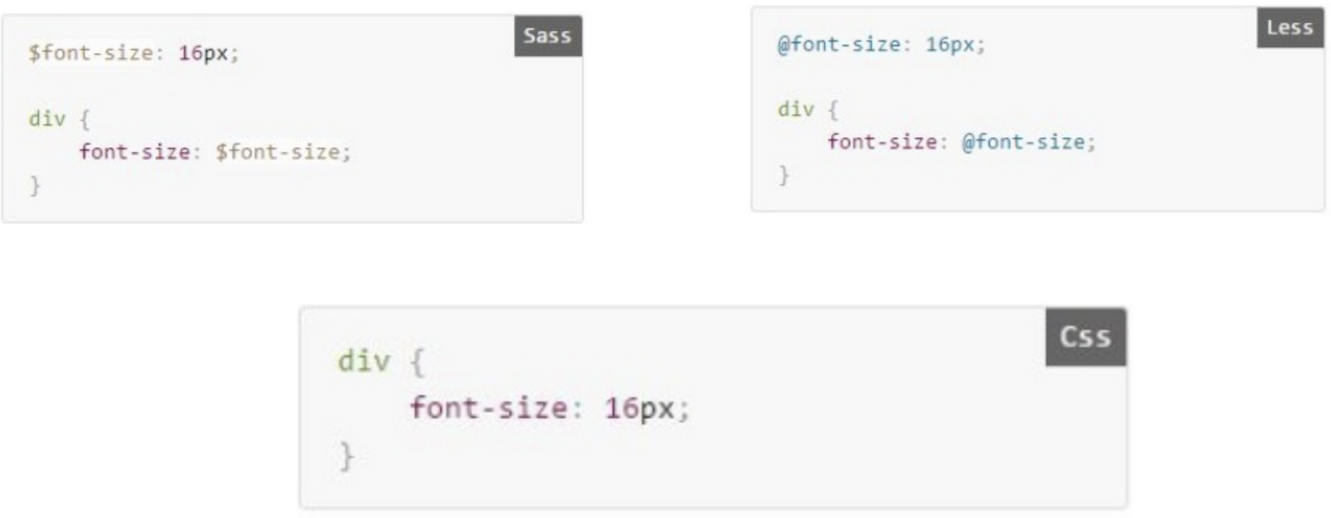 Sass
$font-size: 16px;
div {
font-size: $font-size;
}
Less
@font-size: 16px;
div {
font-size: @font-size;
}
Css
div {
font-size: 16px;
}